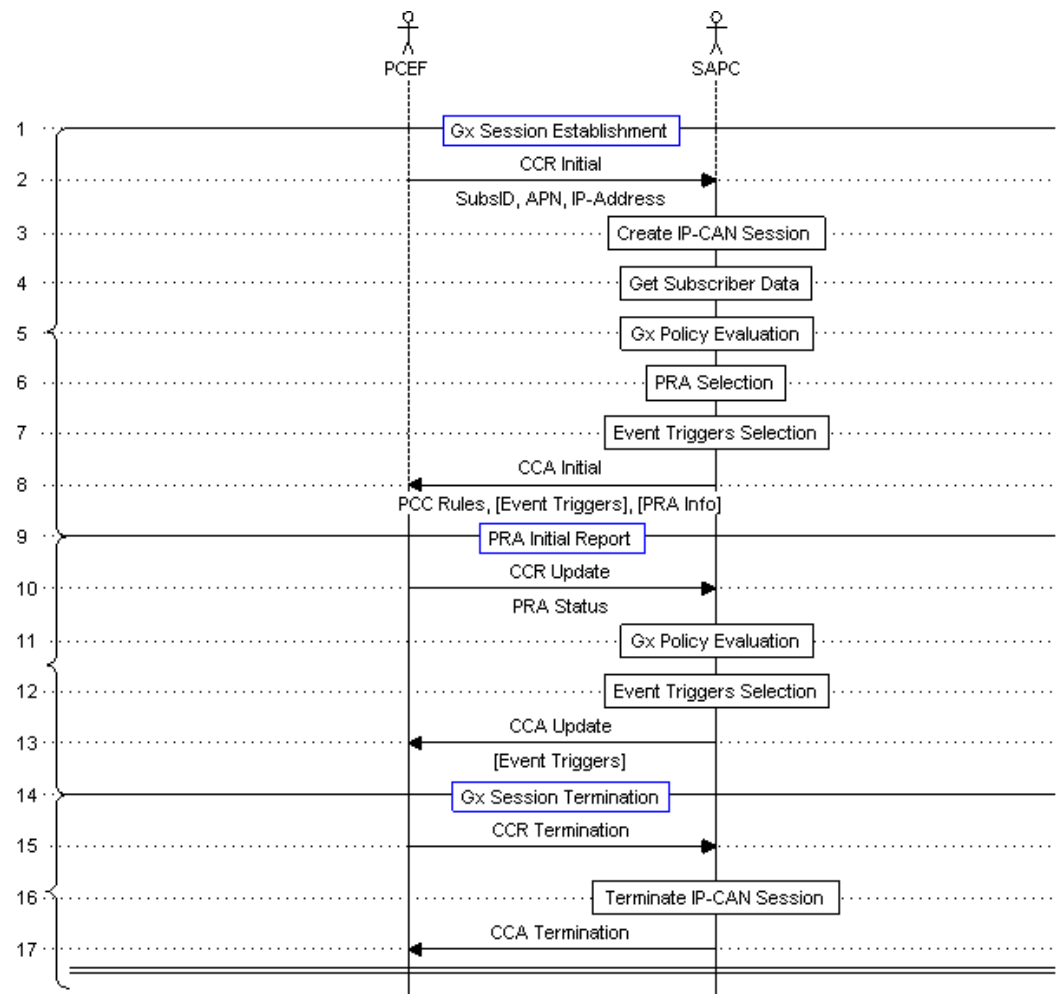 PCEF SAPC
1 Gx Session Establishment
CCR Initial
2
SubsID, APN, IP-Address
3 Create IP-CAN Session
4 Get Subscriber Data
5 Gx Policy Evaluation
6 PRA Selection
7 Event Triggers Selection
CCA Initial
8
PCC Rules, [Event Triggers], [PRA Info]
9 PRA Initial Report
CCR Update
10
PRA Status
11 Gx Policy Evaluation
12 Event Triggers Selection
CCA Update
13
[Event Triggers]
14 Gx Session Termination
CCR Termination
15
16 Terminate IP-CAN Session
CCA Termination
17